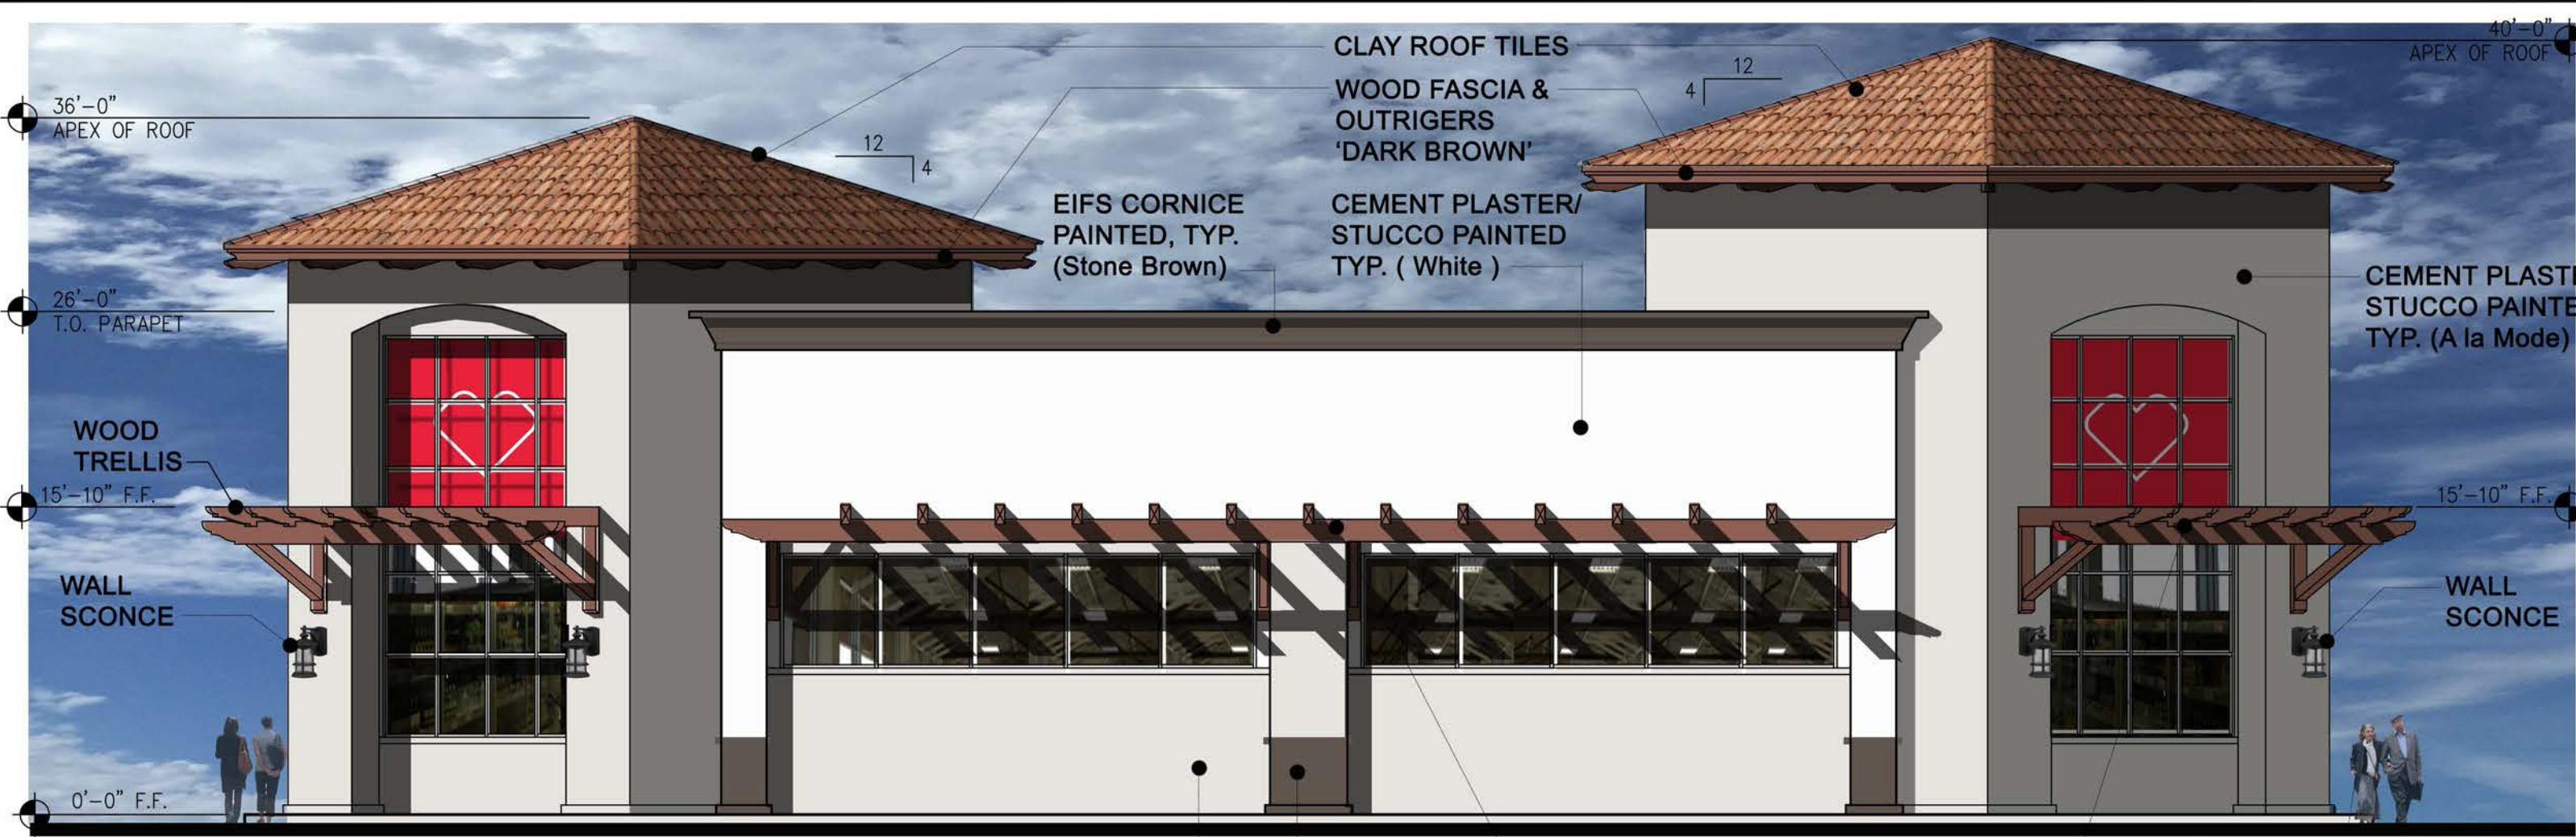 40'-0"
APEX OF ROOF
CLAY ROOF TILES
12
4
WOOD FASCIA &
OUTRIGERS
'DARK BROWN'
36'-0"
APEX OF ROOF
12
4
EIFS CORNICE
PAINTED, TYP.
(Stone Brown)
CEMENT PLASTER/
STUCCO PAINTED
TYP. ( White )
CEMENT PLAST
STUCCO PAINTE
TYP. (A la Mode)
26'-0"
T.O. PARAPET
WOOD
TRELLIS
15'-10" F.F.
15'-10" F.F.
WALL
SCONCE
WALL
SCONCE
0'-0" F.F.